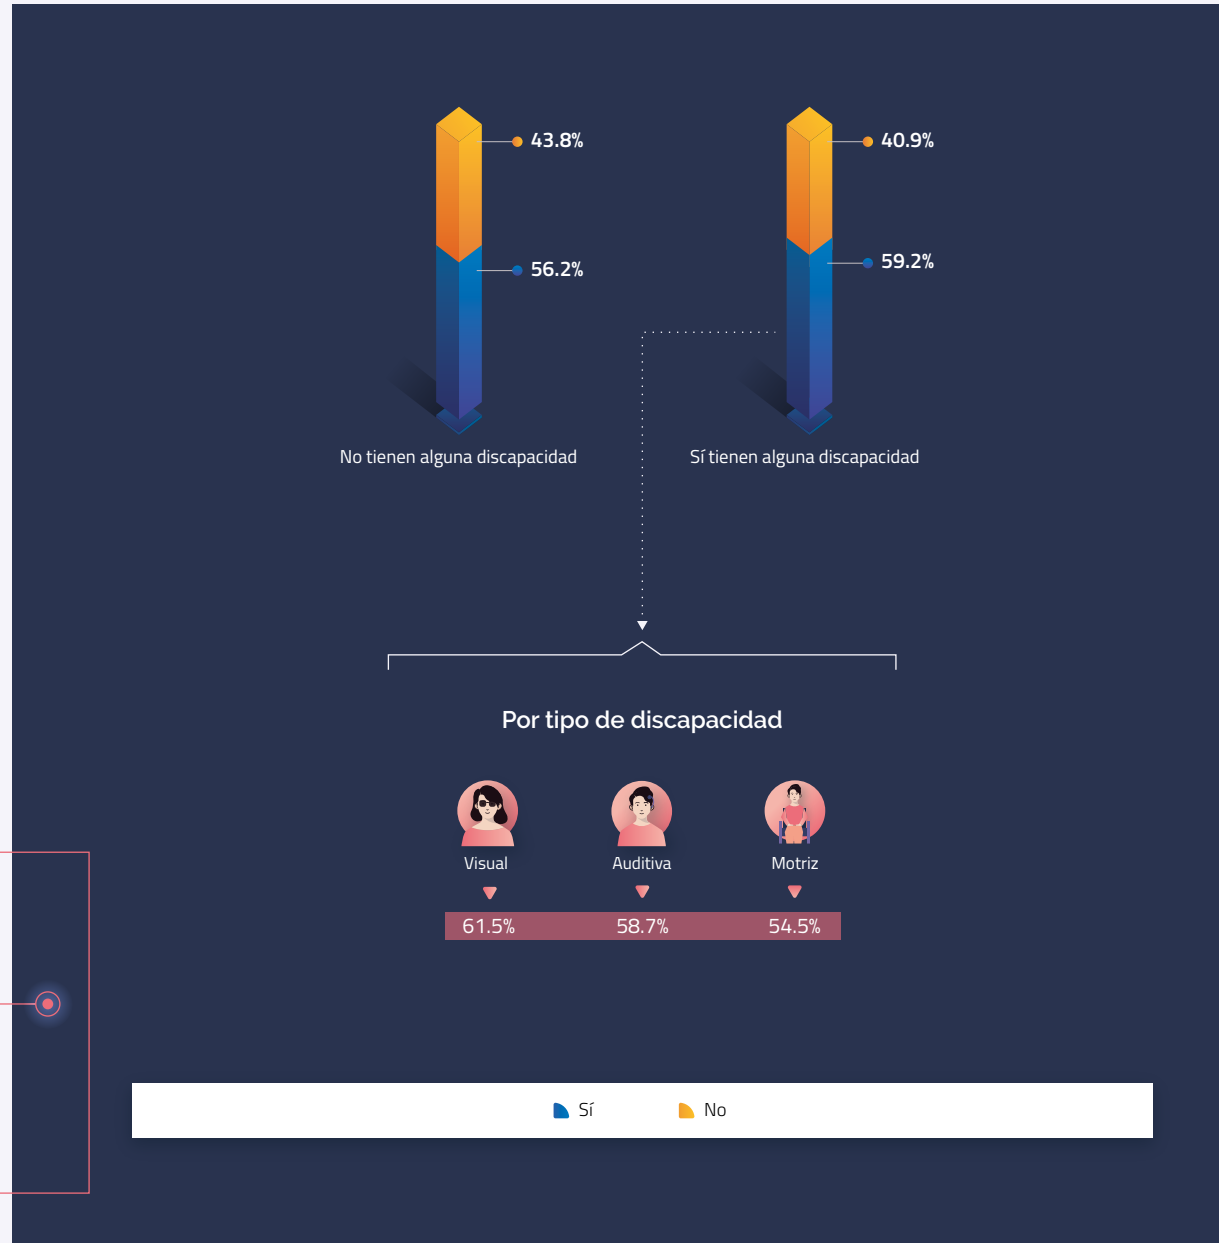 43.8%
40.9%
56.2%
59.2%
No tienen alguna discapacidad
Sí tienen alguna discapacidad
Por tipo de discapacidad
Visual
Auditiva
Motriz
61.5%
58.7%
54.5%
Sí
No